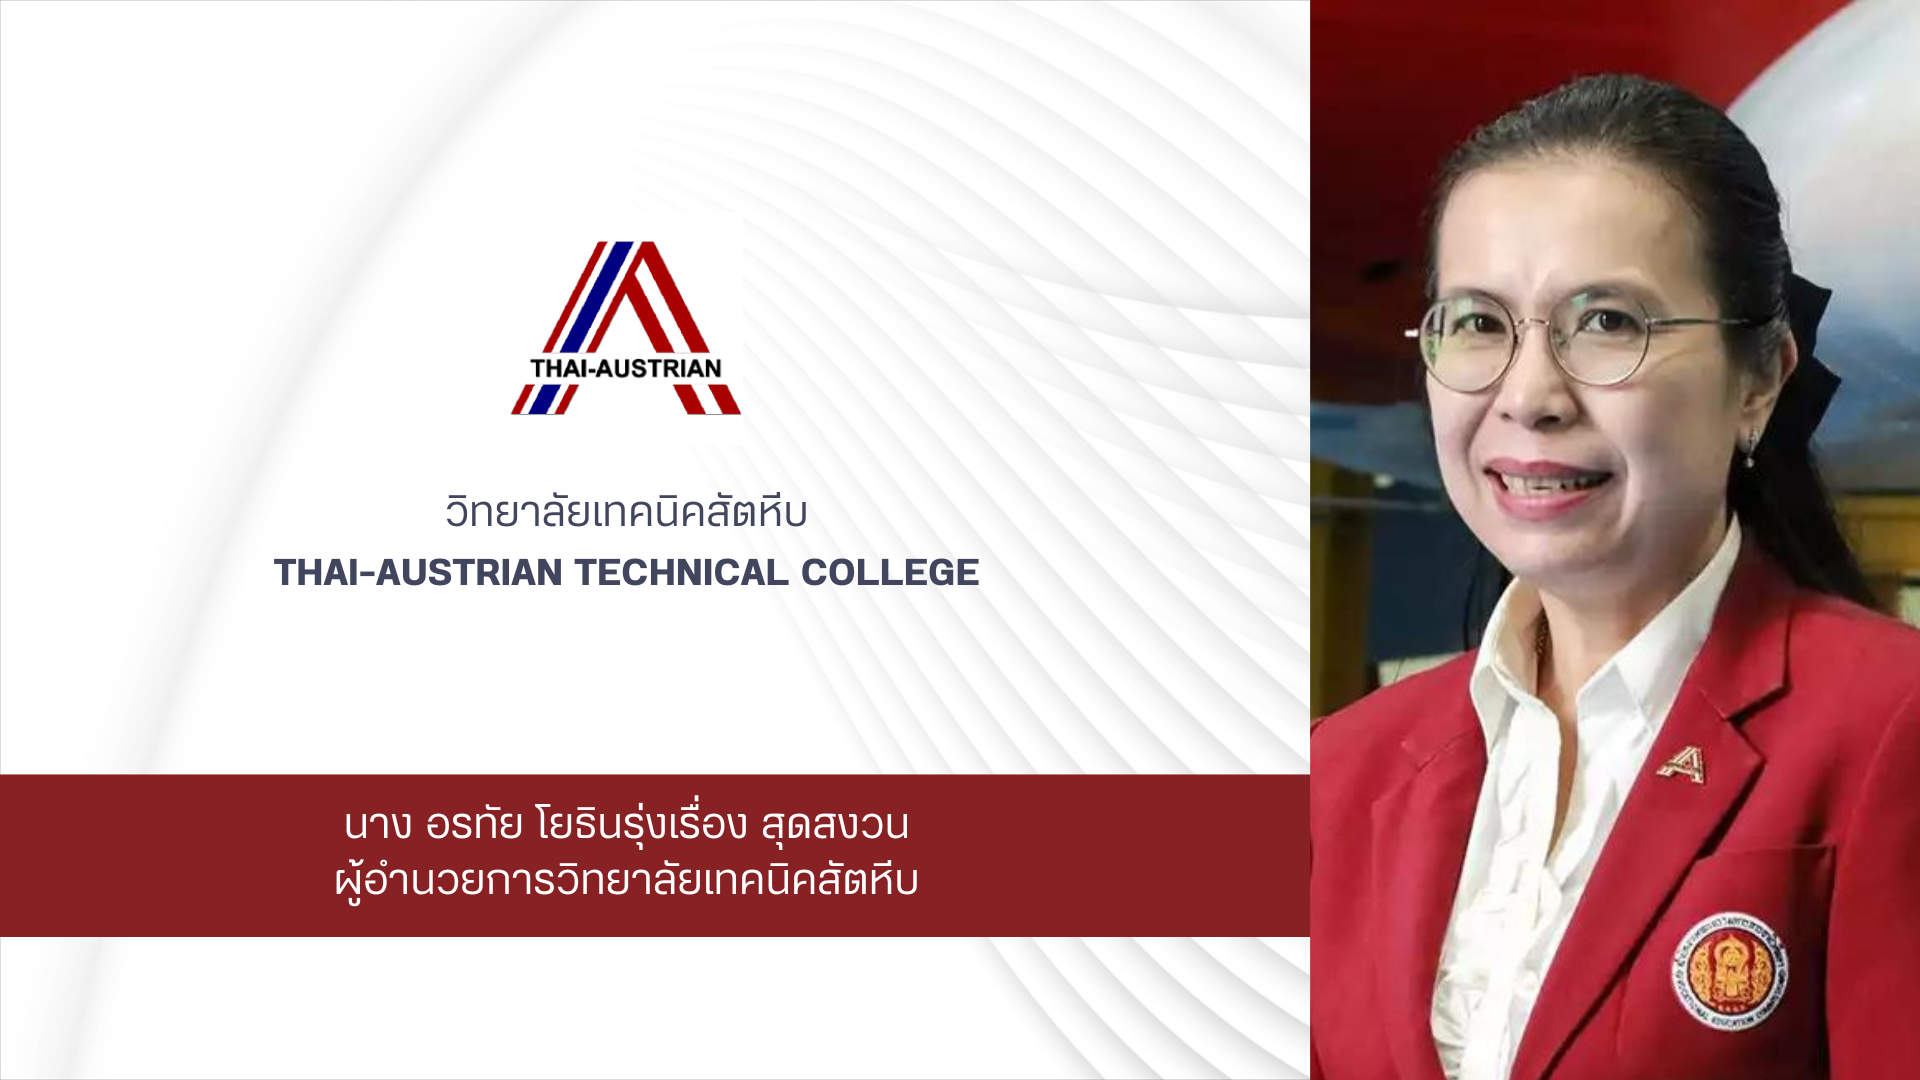 THAI-AUSTRIAN
วิทยาลัยเทคนิคสัตหีบ
THAI-AUSTRIAN TECHNICAL COLLEGE
นาง อรทัย โยธินรุ่งเรื่อง สุดสงวน
ผู้อำนวยการวิทยาลัยเทคนิคสัตหีบ
VOCATIONAL EDUCATION COMMISSION